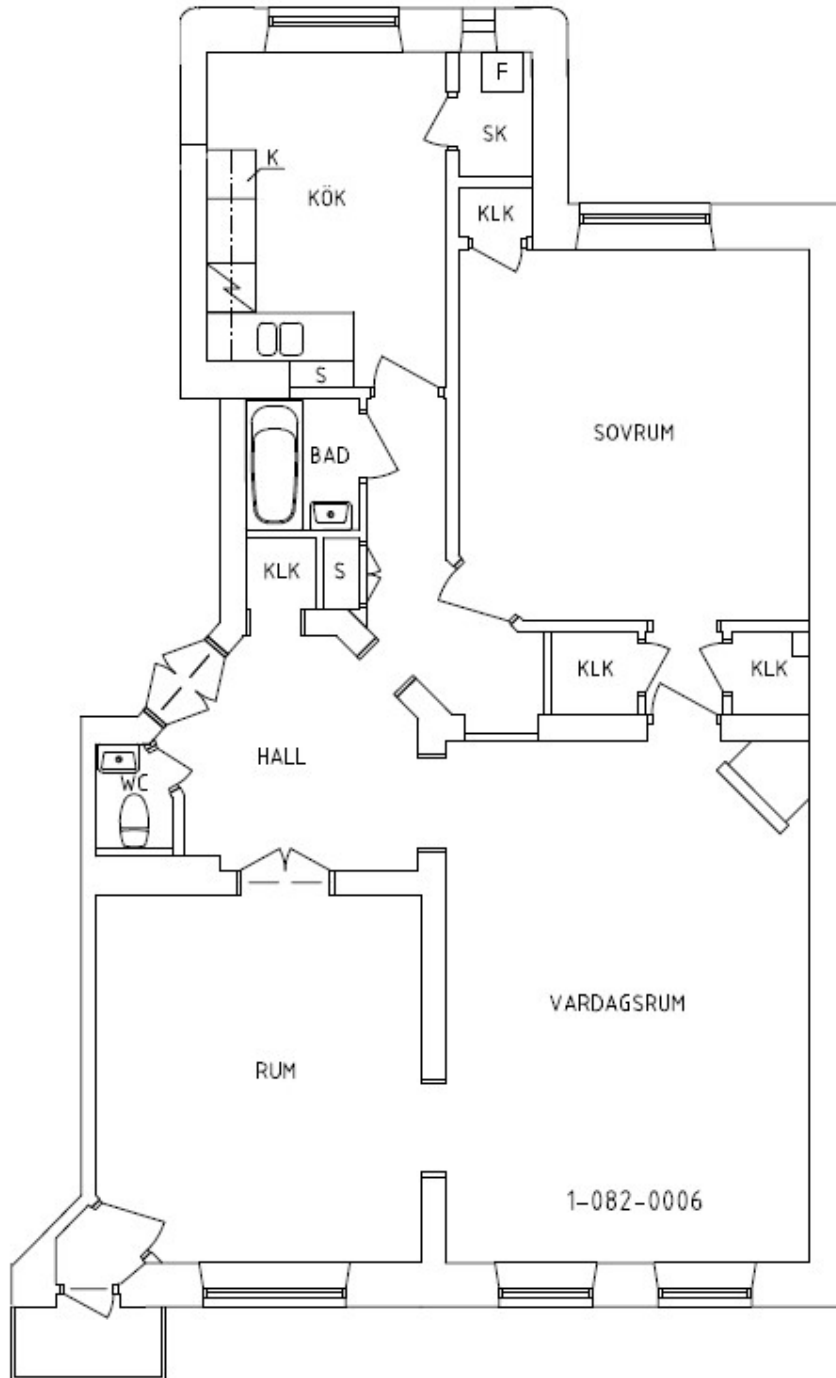 F
SK
K
KÖK
KLK
S
SOVRUM
BAD
KLK
S
KLK
KLK
HALL
WC
VARDAGSRUM
RUM
1-082-0006